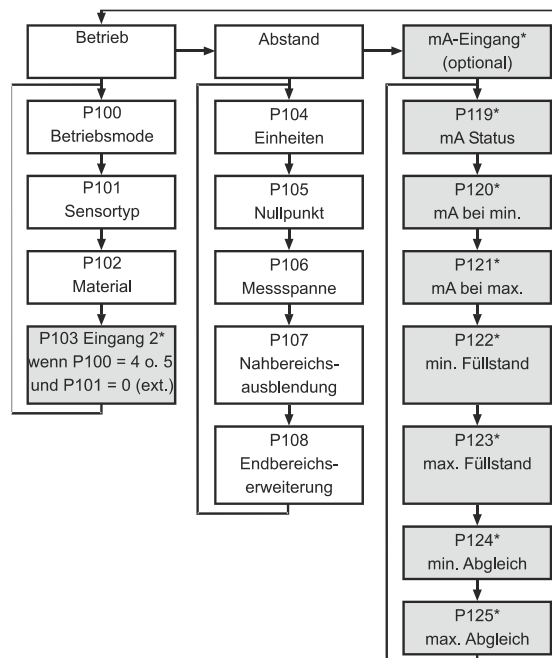 Betrieb
P100
Betriebsmode
P101
Sensortyp
P102
Material
P103 Eingang 2*
wenn P100 = 4 o. 5
und P101 = 0 (ext.)
Abstand
P104
Einheiten
P105
Nullpunkt
P106
Messspanne
P107
Nahbereichs-
ausblendung
P108
Endbereichs-
erweiterung
mA-Eingang*
(optional)
P119*
mA Status
P120*
mA bei min.
P121*
mA bei max.
P122*
min. Füllstand
P123*
max. Füllstand
P124*
min. Abgleich
P125*
max. Abgleich